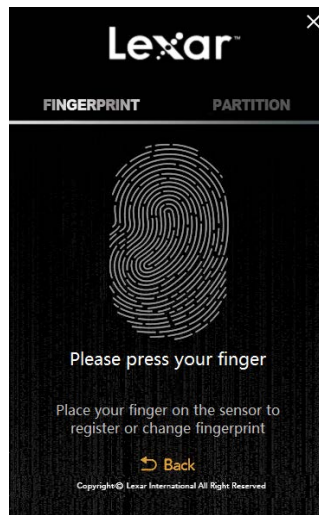 Lexar™
FINGERPRINT PARTITION
Please press your finger
Place your finger on the sensor to
register or change fingerprint
Back
Copyright© Lexar International All Right Reserved